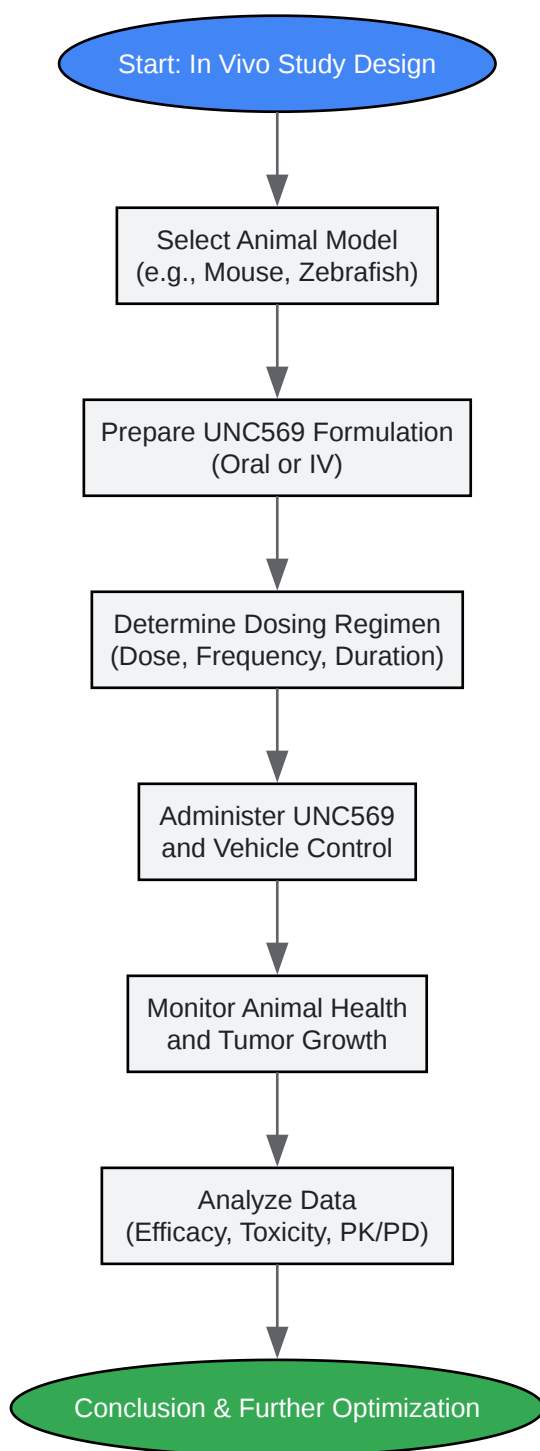 Start: In Vivo Study Design
Select Animal Model
(e.g., Mouse, Zebrafish)
Prepare UNC569 Formulation
(Oral or IV)
Determine Dosing Regimen
(Dose, Frequency, Duration)
Administer UNC569
and Vehicle Control
Monitor Animal Health
and Tumor Growth
Analyze Data
(Efficacy, Toxicity, PK/PD)
Conclusion & Further Optimization